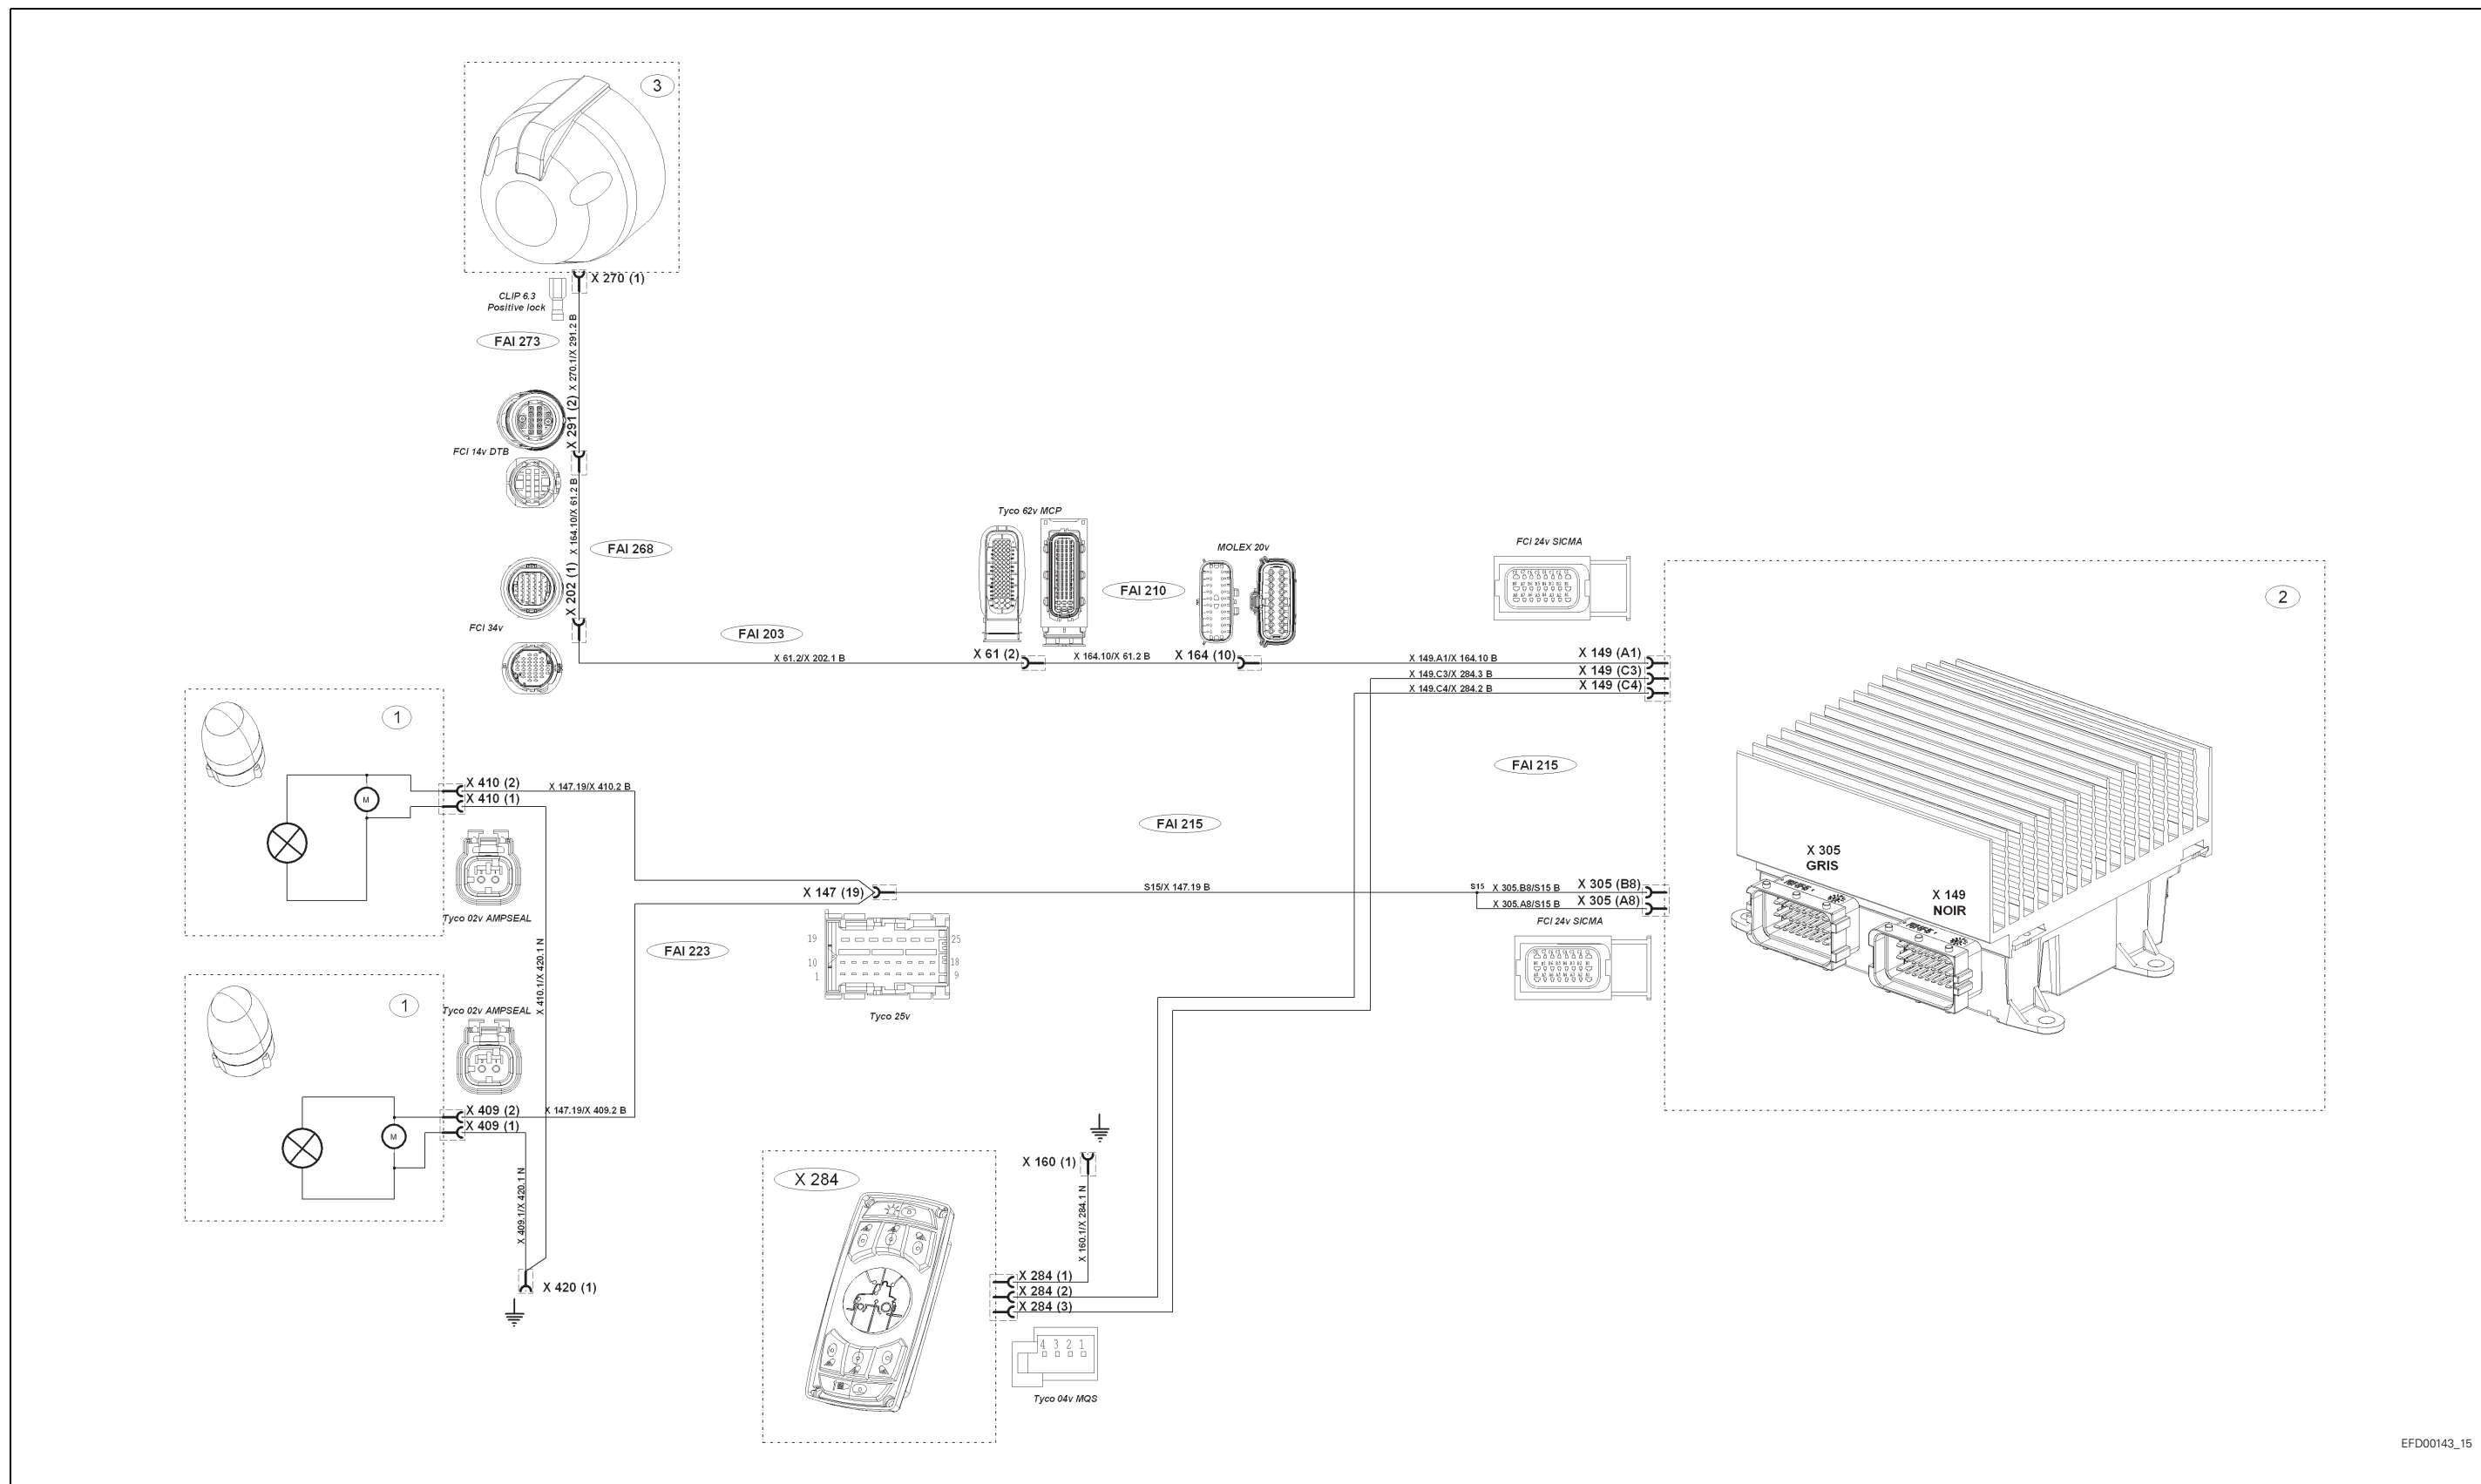 3
X 270 (1)
CLIP 6.3
Positive lock
FAI 273
X 270.1/X 291.2 B
X 291 (2)
FCI 14v DTB
X 164.10/X 61.2 B
FAI 268
X 202 (1)
FCI 34v
Tyco 62v MCP
FAI 210
MOLEX 20v
FCI 24v SICMA
2
FAI 203
X 61.2/X 202.1 B
X 61 (2)
X 164.10/X 61.2 B
X 164 (10)
X 149.A1/X 164.10 B
X 149 (A1)
X 149.C3/X 284.3 B
X 149 (C3)
X 149.C4/X 284.2 B
X 149 (C4)
1
X 410 (2)
X 147.19/X 410.2 B
X 410 (1)
M
Tyco 02v AMPSEAL
FAI 215
FAI 215
X 305
GRIS
X 149
NOIR
X 147 (19)
S15/X 147.19 B
S15
X 305.B8/S15 B
X 305 (B8)
X 305.A8/S15 B
X 305 (A8)
FCI 24v SICMA
19
25
10
18
1
9
Tyco 25v
FAI 223
X 410.1/X 420.1 N
1
Tyco 02v AMPSEAL
X 409 (2)
X 147.19/X 409.2 B
X 409 (1)
M
X 409.1/X 420.1 N
X 420 (1)
X 160 (1)
X 160.1/X 284.1 N
X 284
X 284 (1)
X 284 (2)
X 284 (3)
4 3 2 1
Tyco 04v MQS
EFD00143_15